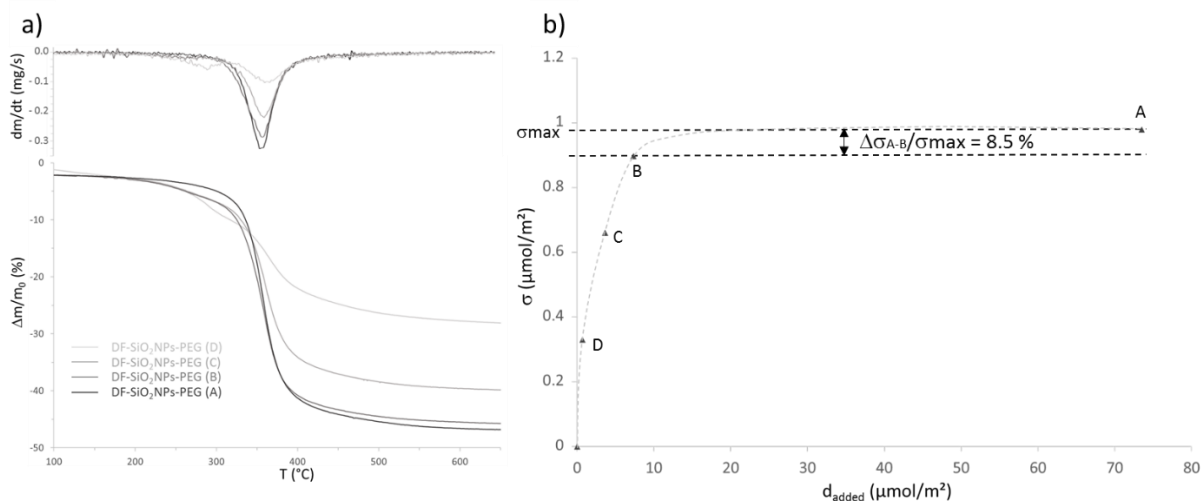 a)
dm/dt (mg/s)
0.0
-0.1
-0.2
-0.3
Δm/m₀ (%)
0
-10
-20
-30
-40
-50
DF-SiO₂NPs-PEG (D)
DF-SiO₂NPs-PEG (C)
DF-SiO₂NPs-PEG (B)
DF-SiO₂NPs-PEG (A)
100 200 300 400 500 600
T (°C)
b)
σ (μmol/m²)
1.2
1
0.8
0.6
0.4
0.2
0
σmax
A
ΔσA-B/σmax = 8.5 %
B
C
D
0 10 20 30 40 50 60 70 80
dadded (μmol/m²)